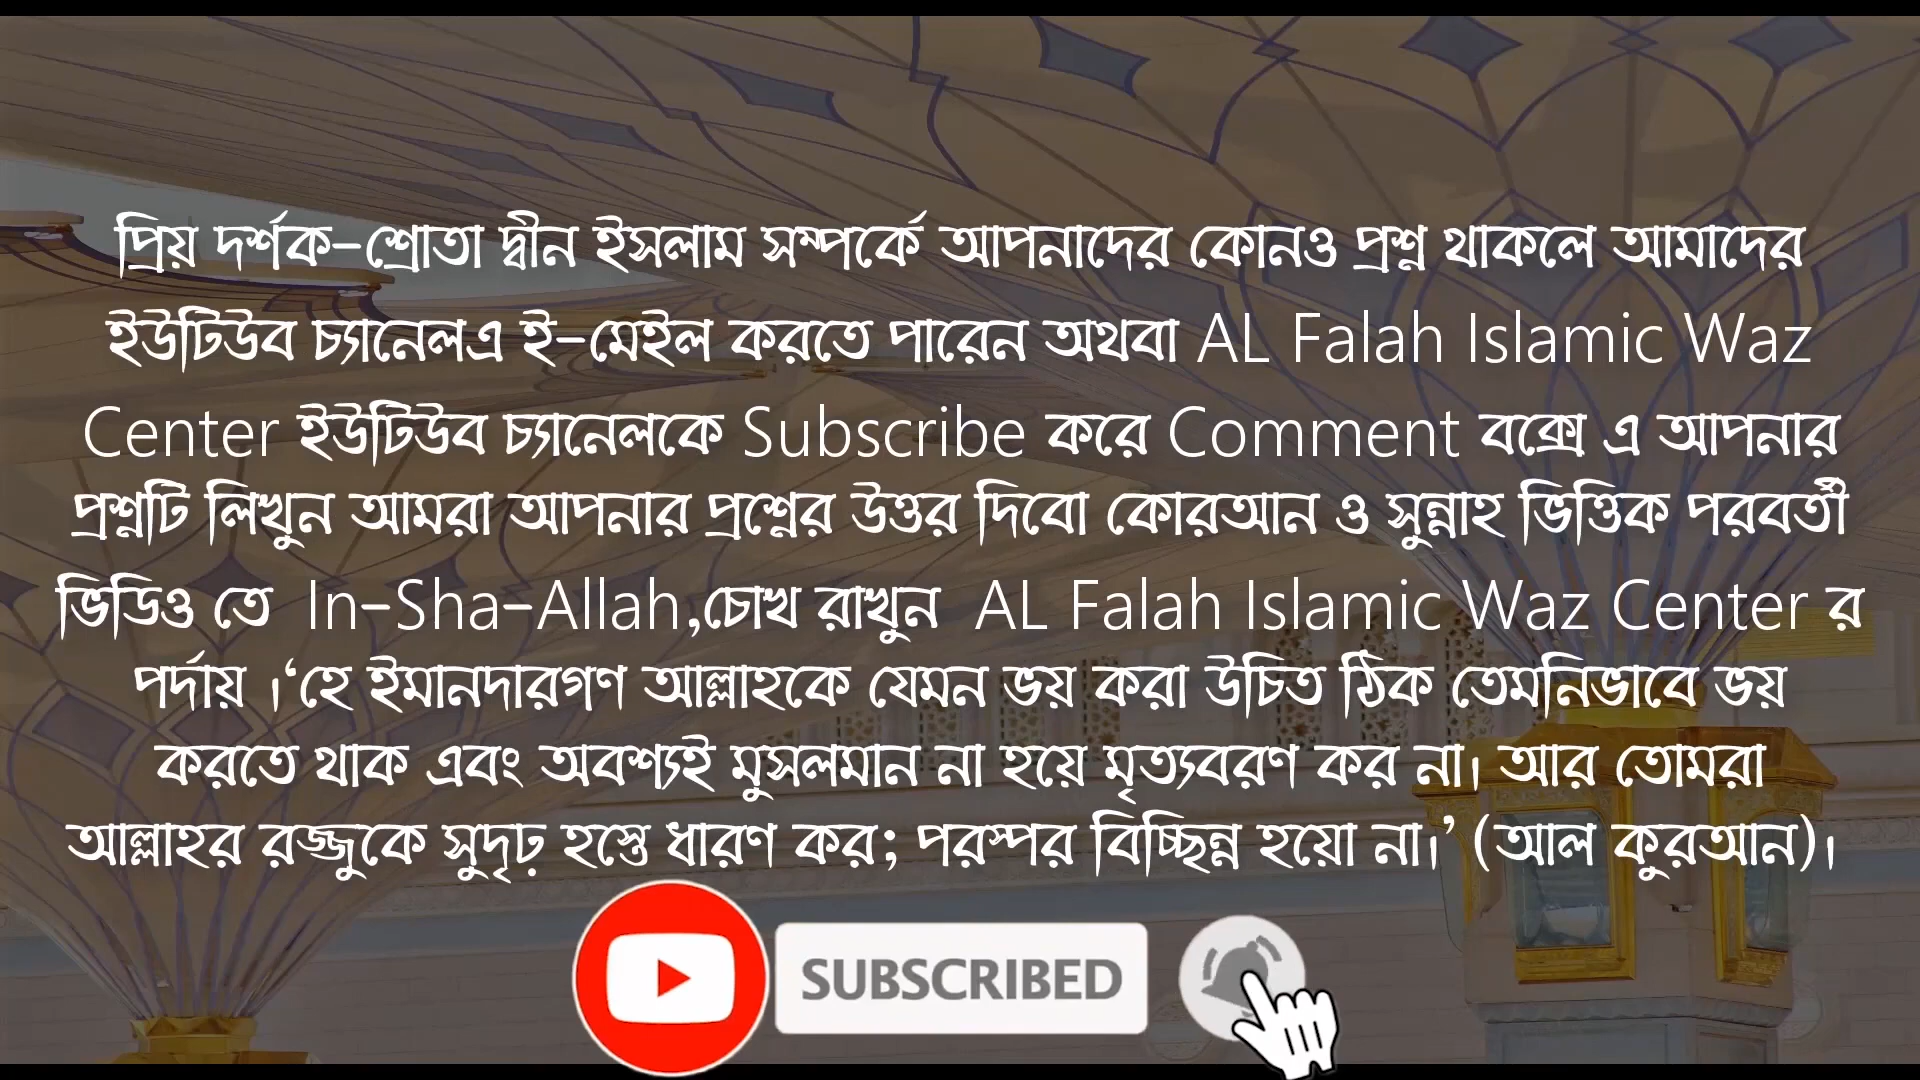 প্রিয় দর্শক-শ্রোতা দ্বীন ইসলাম সম্পর্কে আপনাদের কোনও প্রশ্ন থাকলে আমাদের
ইউটিউব চ্যানেলএ ই-মেইল করতে পারেন অথবা AL Falah Islamic Waz
Center ইউটিউব চ্যানেলকে Subscribe করে Comment বক্সে এ আপনার
প্রশ্নটি লিখুন আমরা আপনার প্রশ্নের উত্তর দিবো কোরআন ও সুন্নাহ ভিত্তিক পরবর্তী
ভিডিও তে In-Sha-Allah,চোখ রাখুন AL Falah Islamic Waz Center র
পর্দায় ।‘হে ইমানদারগণ আল্লাহকে যেমন ভয় করা উচিত ঠিক তেমনিভাবে ভয়
করতে থাক এবং অবশ্যই মুসলমান না হয়ে মৃত্যবরণ কর না। আর তোমরা
আল্লাহর রজ্জুকে সুদৃঢ় হস্তে ধারণ কর; পরস্পর বিচ্ছিন্ন হয়ো না।’ (আল কুরআন)।
SUBSCRIBED